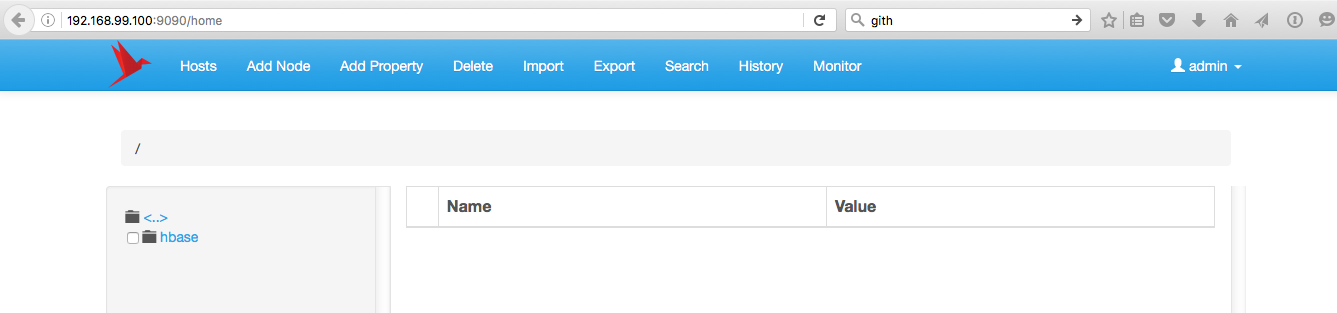 192.168.99.100:9090/home
gith
Hosts Add Node Add Property Delete Import Export Search History Monitor admin
/
<..>
hbase
Name Value